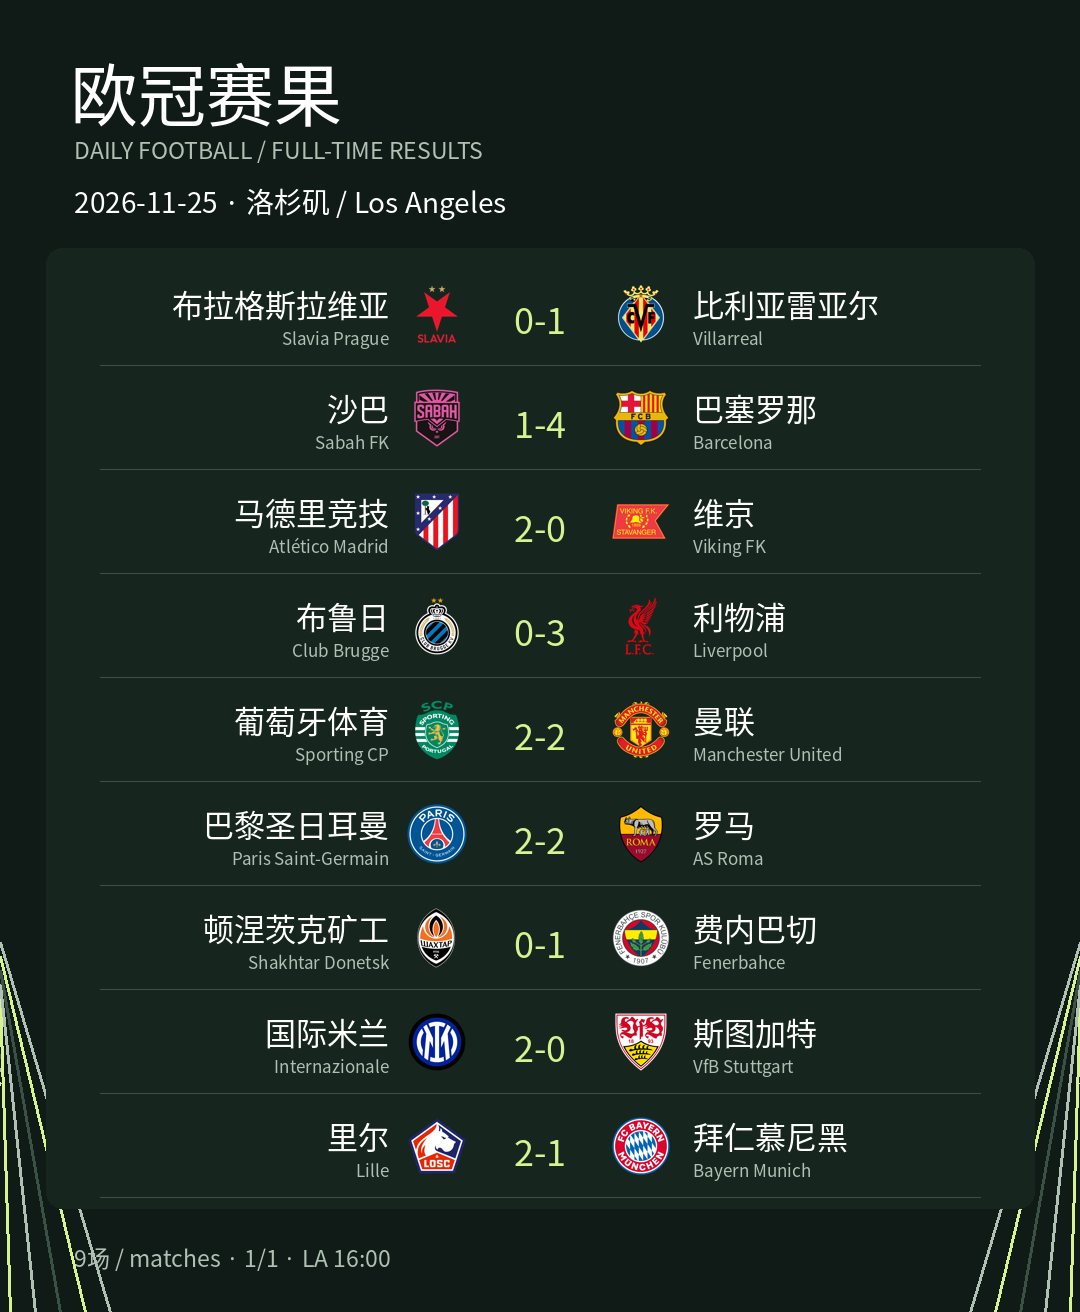 欧冠赛果
DAILY FOOTBALL / FULL-TIME RESULTS
2026-11-25 · 洛杉矶 / Los Angeles
布拉格斯拉维亚 0-1 比利亚雷亚尔
Slavia Prague SLAVIA CVF Villarreal
沙巴 1-4 巴塞罗那
Sabah FK SABAH FCB Barcelona
马德里竞技 2-0 维京
Atlético Madrid VIKING F.K. STAVANGER Viking FK
布鲁日 0-3 利物浦
Club Brugge L.F.C. Liverpool
葡萄牙体育 2-2 曼联
Sporting CP SCP SPORTING PORTUGAL MANCHESTER UNITED Manchester United
巴黎圣日耳曼 2-2 罗马
Paris Saint-Germain PARIS SAINT-GERMAIN ROMA 1927 AS Roma
顿涅茨克矿工 0-1 费内巴切
Shakhtar Donetsk ШАХТАР FENERBAHÇE SPOR KULÜBÜ 1907 Fenerbahce
国际米兰 2-0 斯图加特
Internazionale VfB 18 93 VfB Stuttgart
里尔 2-1 拜仁慕尼黑
Lille LOSC FC BAYERN MÜNCHEN Bayern Munich
9场 / matches · 1/1 · LA 16:00